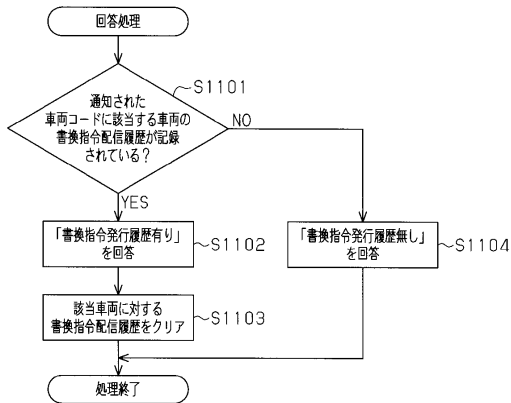 回答処理
S1101
通知された
車両コードに該当する車両の
書換指令配信履歴が記録
されている?
NO
YES
「書換指令発行履歴有り」
を回答
S1102
「書換指令発行履歴無し」
を回答
S1104
該当車両に対する
書換指令配信履歴をクリア
S1103
処理終了